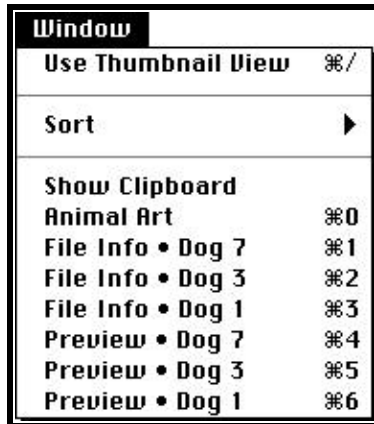 Window
Use Thumbnail View ⌘/
Sort ▶
Show Clipboard
Animal Art ⌘0
File Info • Dog 7 ⌘1
File Info • Dog 3 ⌘2
File Info • Dog 1 ⌘3
Preview • Dog 7 ⌘4
Preview • Dog 3 ⌘5
Preview • Dog 1 ⌘6